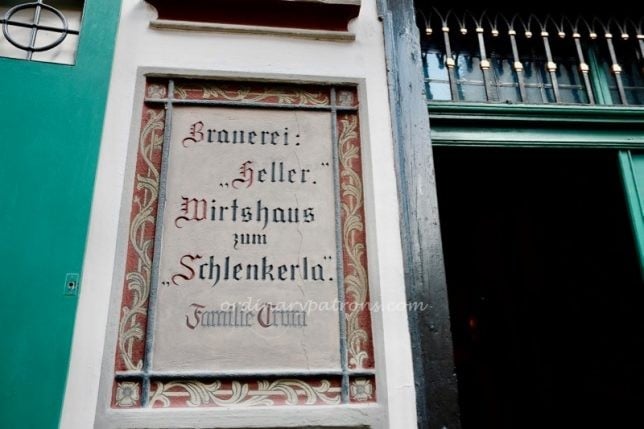 Brauerei:
„Heller."
Wirtshaus
zum
„Schlenkerla".
ordinarypatrons.com
Familie Trum